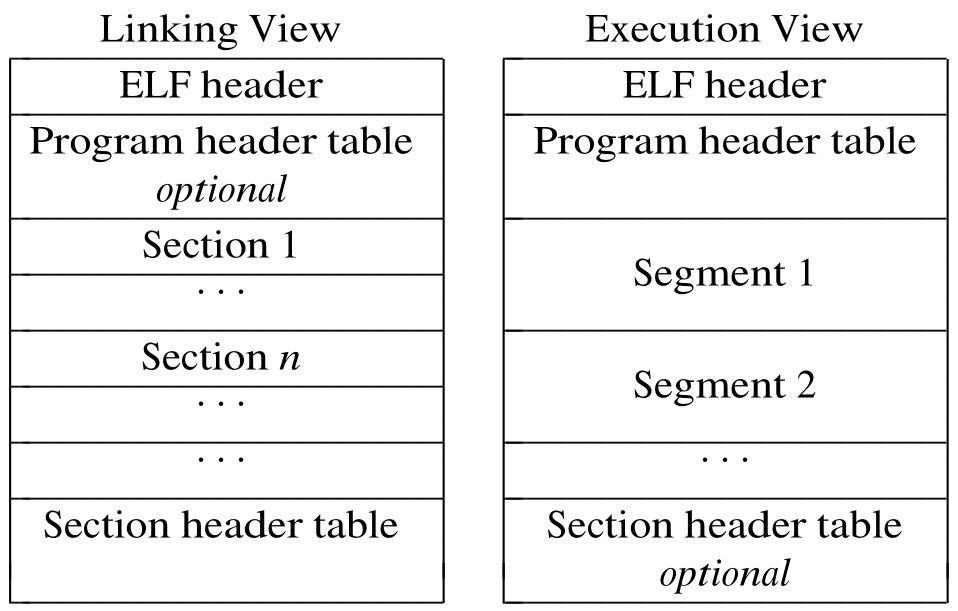 Linking View
ELF header
Program header table
optional
Section 1
. . .
Section n
. . .
. . .
Section header table
Execution View
ELF header
Program header table
Segment 1
Segment 2
. . .
Section header table
optional